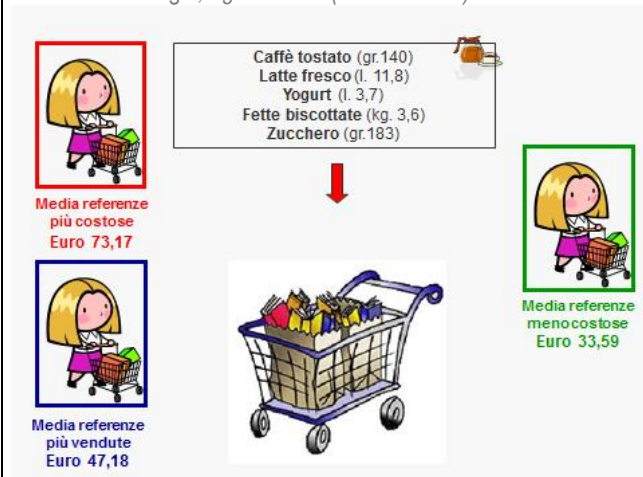 Caffè tostato (gr.140)
Latte fresco (l. 11,8)
Yogurt (l. 3,7)
Fette biscottate (kg. 3,6)
Zucchero (gr.183)
Media referenze
più costose
Euro 73,17
Media referenze
meno costose
Euro 33,59
Media referenze
più vendute
Euro 47,18